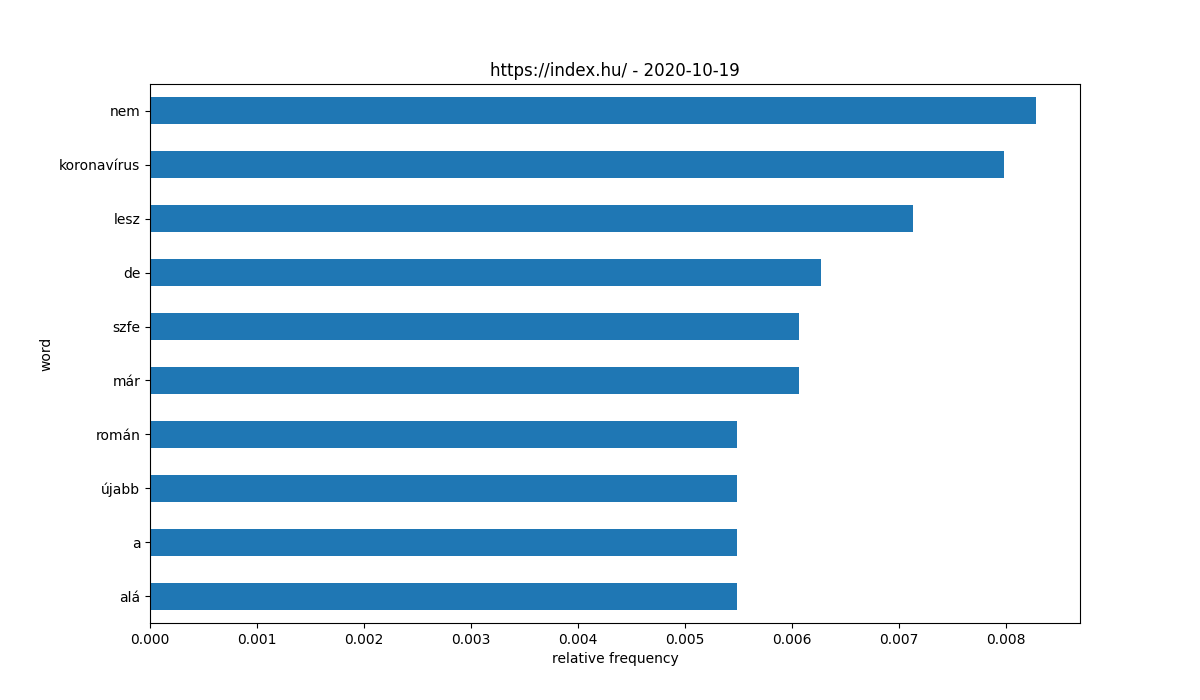 https://index.hu/ - 2020-10-19
nem
koronavírus
lesz
de
szfe
már
román
újabb
a
alá
word
0.000 0.001 0.002 0.003 0.004 0.005 0.006 0.007 0.008
relative frequency